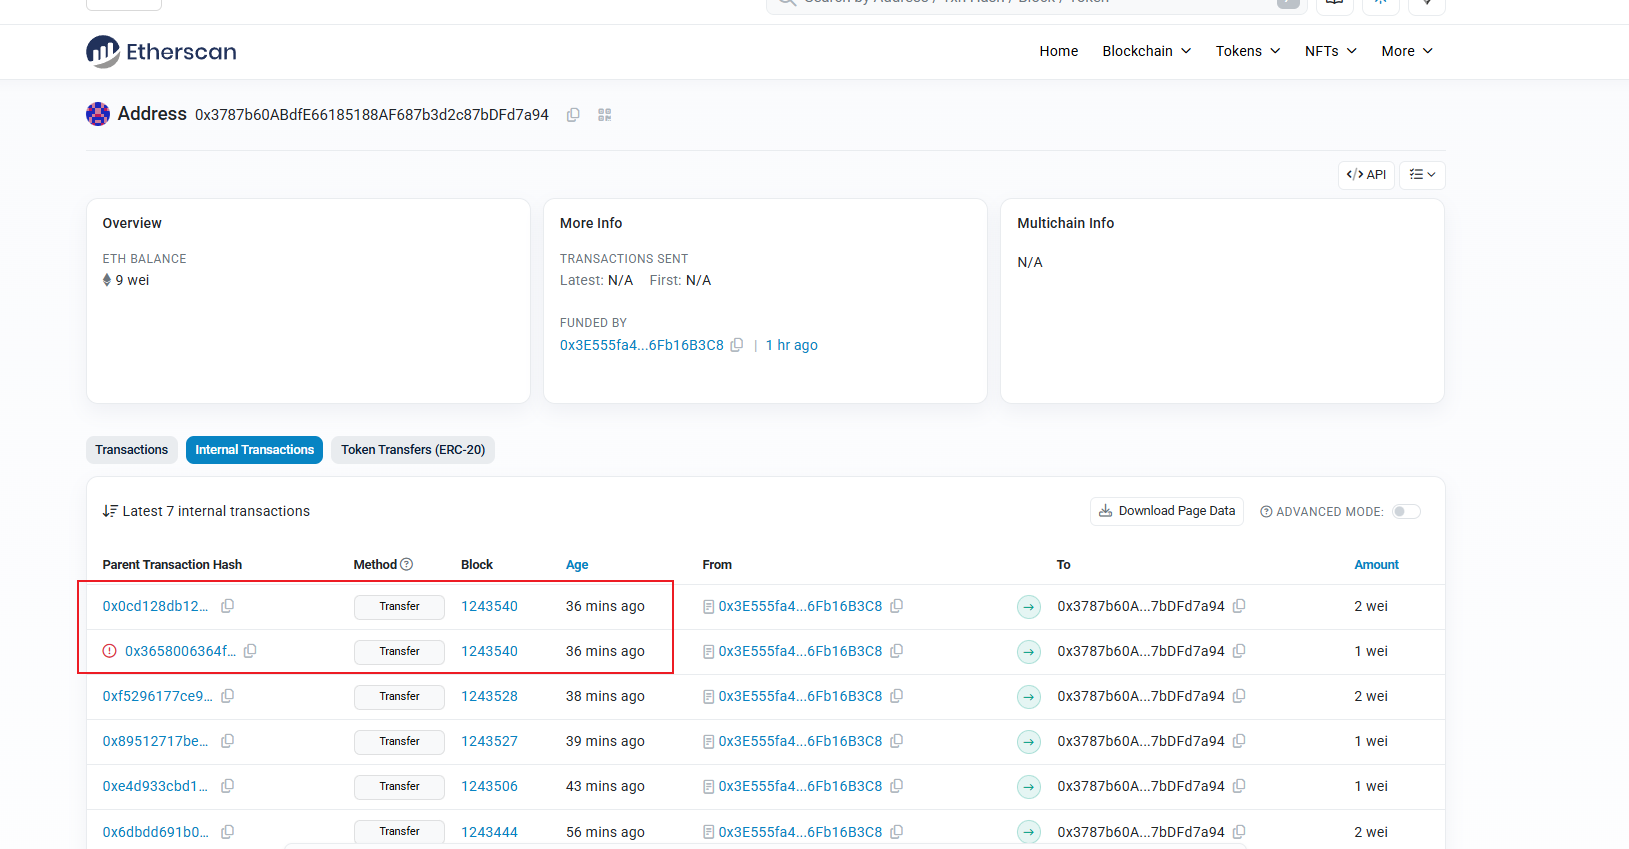 Etherscan
Home Blockchain Tokens NFTs More
Address 0x3787b60ABdfE66185188AF687b3d2c87bDFd7a94
</> API
Overview
ETH BALANCE
9 wei
More Info
TRANSACTIONS SENT
Latest: N/A First: N/A
FUNDED BY
0x3E555fa4...6Fb16B3C8 | 1 hr ago
Multichain Info
N/A
Transactions Internal Transactions Token Transfers (ERC-20)
Latest 7 internal transactions
Download Page Data ADVANCED MODE:
Parent Transaction Hash Method Block Age From To Amount
0x0cd128db12... Transfer 1243540 36 mins ago 0x3E555fa4...6Fb16B3C8 0x3787b60A...7bDFd7a94 2 wei
0x3658006364f... Transfer 1243540 36 mins ago 0x3E555fa4...6Fb16B3C8 0x3787b60A...7bDFd7a94 1 wei
0xf5296177ce9... Transfer 1243528 38 mins ago 0x3E555fa4...6Fb16B3C8 0x3787b60A...7bDFd7a94 2 wei
0x89512717be... Transfer 1243527 39 mins ago 0x3E555fa4...6Fb16B3C8 0x3787b60A...7bDFd7a94 1 wei
0xe4d933cbd1... Transfer 1243506 43 mins ago 0x3E555fa4...6Fb16B3C8 0x3787b60A...7bDFd7a94 1 wei
0x6dbdd691b0... Transfer 1243444 56 mins ago 0x3E555fa4...6Fb16B3C8 0x3787b60A...7bDFd7a94 2 wei